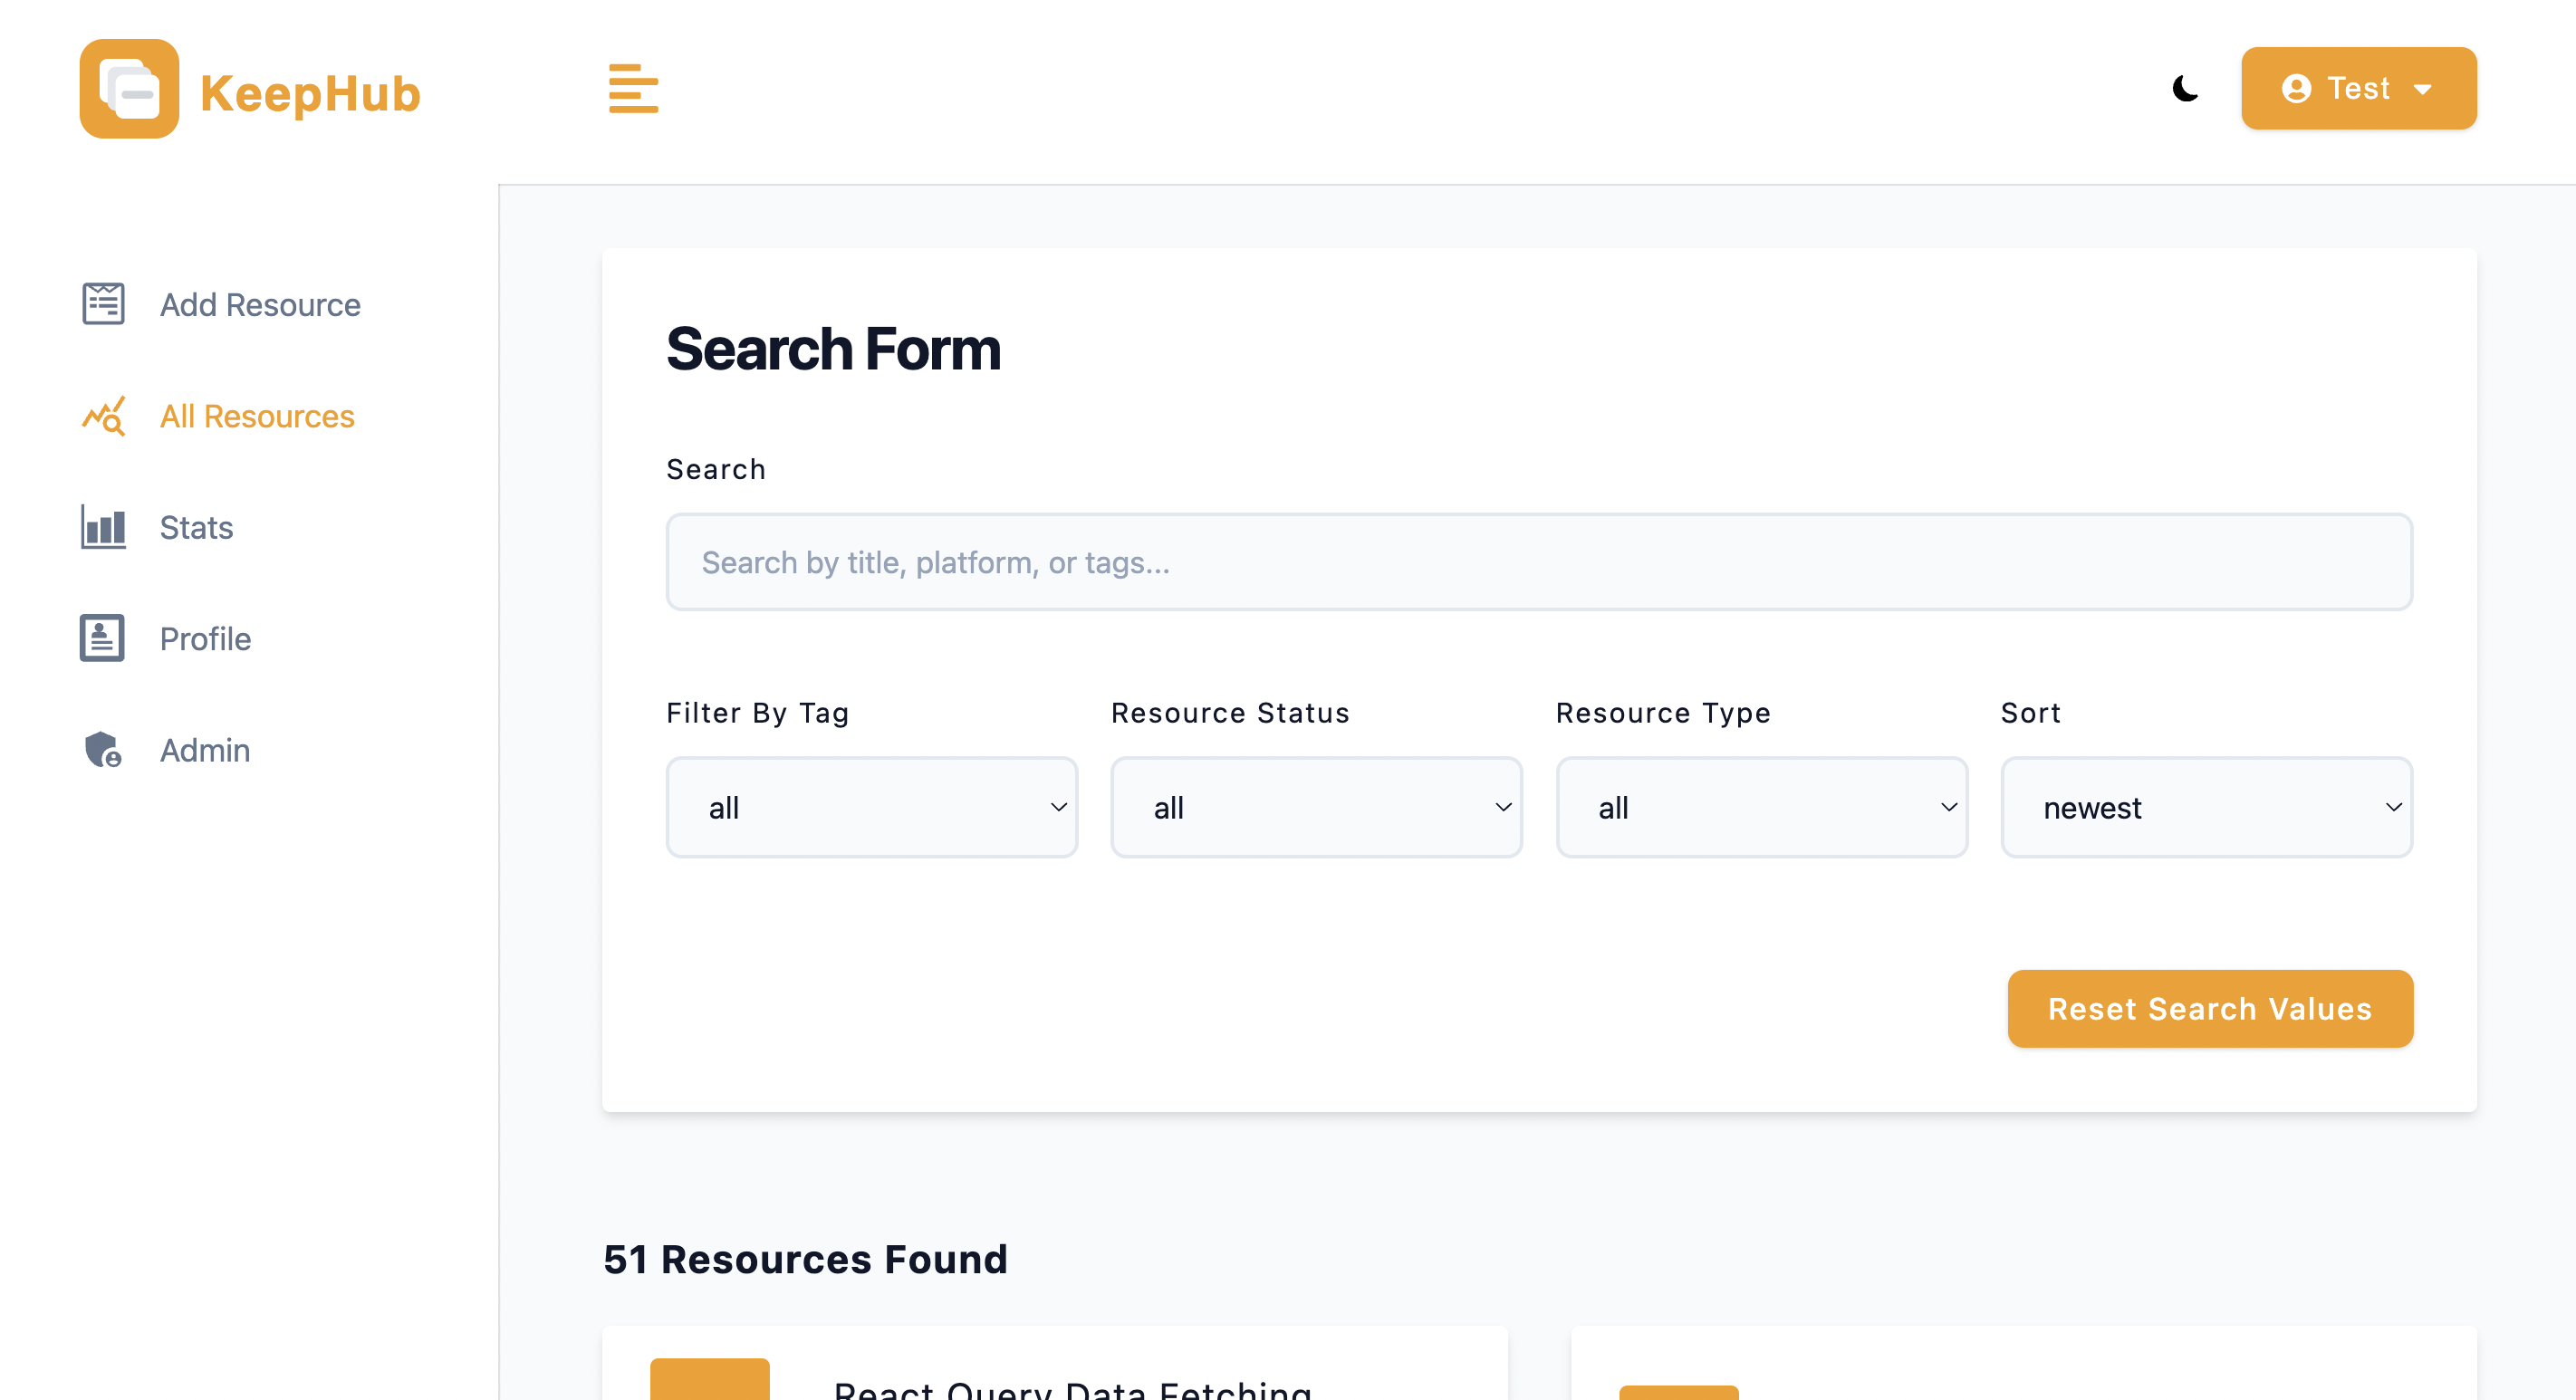 KeepHub
Test
Add Resource
All Resources
Stats
Profile
Admin
Search Form
Search
Search by title, platform, or tags...
Filter By Tag
Resource Status
Resource Type
Sort
all
all
all
newest
Reset Search Values
51 Resources Found
React Query Data Fetching